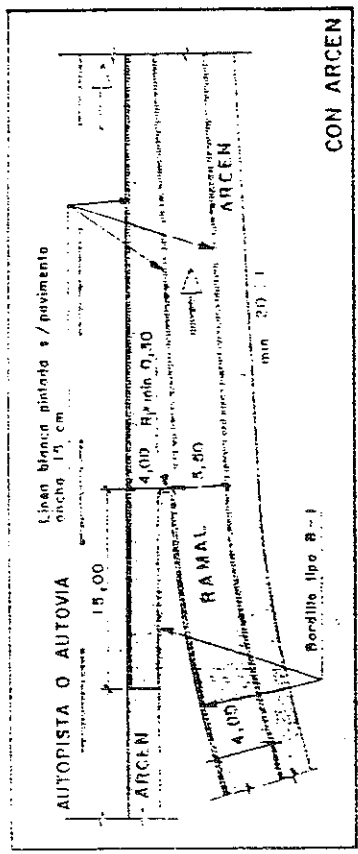 AUTOPISTA O AUTOVIA
Linea blanca pintada s/pavimento
ancho 15 cm
15,00
ARCEN
4,00 R min 0,50
3,50
RAMAL
ARCEN
min 20:1
4,00
Bordillo tipo B-1
CON ARCEN